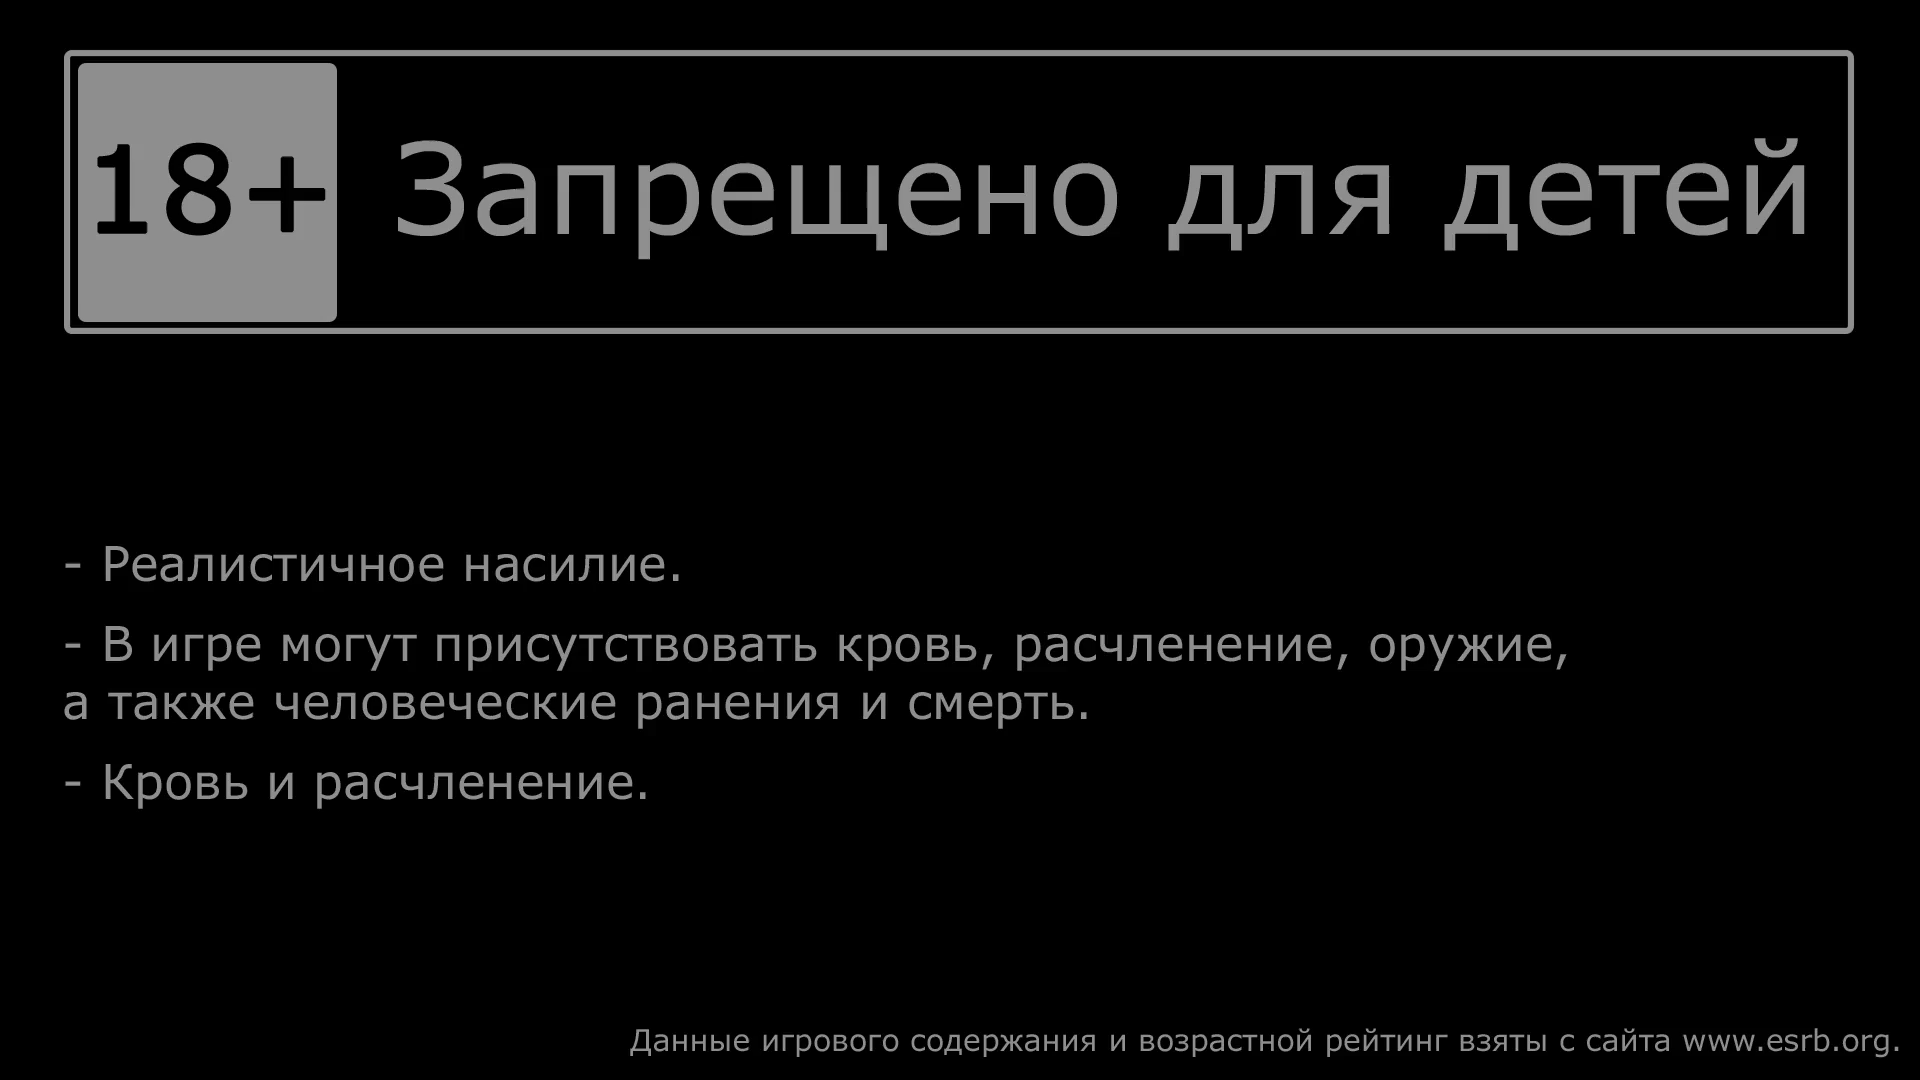 18+ Запрещено для детей
- Реалистичное насилие.
- В игре могут присутствовать кровь, расчленение, оружие,
а также человеческие ранения и смерть.
- Кровь и расчленение.
Данные игрового содержания и возрастной рейтинг взяты с сайта www.esrb.org.